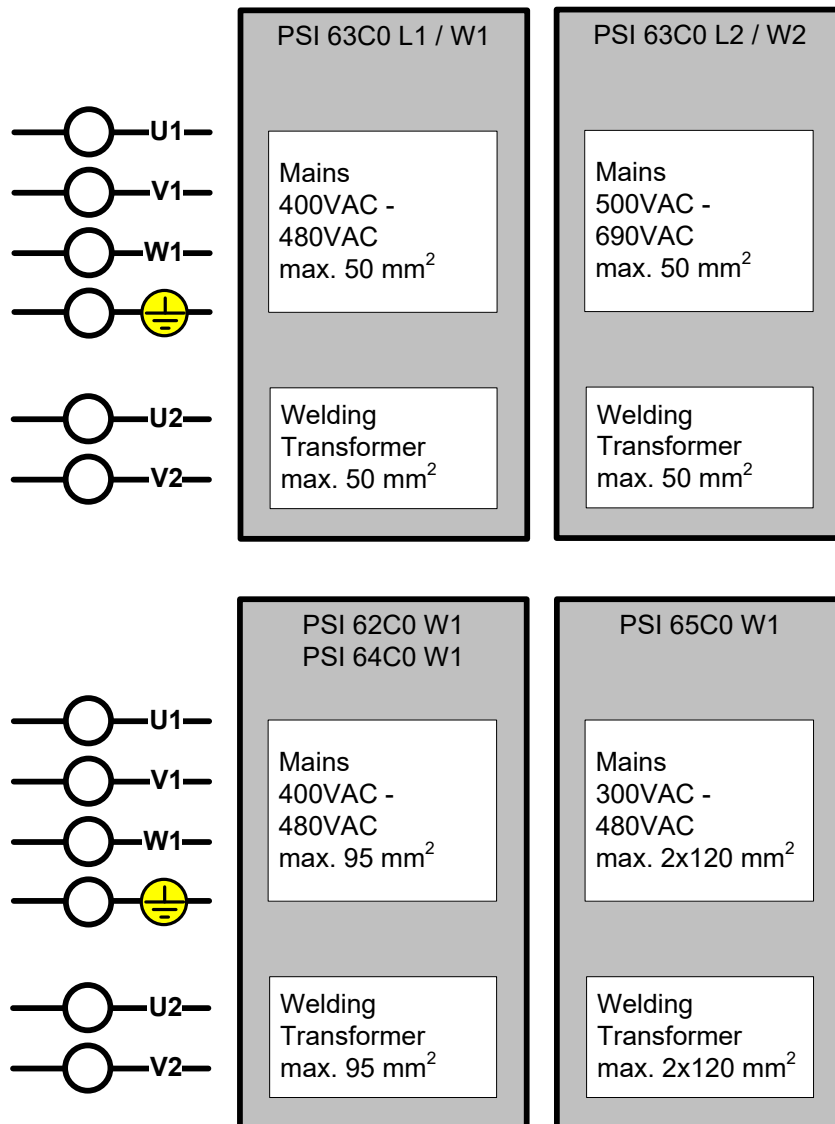 PSI 63C0 L1 / W1
U1
V1
W1
U2
V2
Mains
400VAC -
480VAC
max. 50 mm²
Welding
Transformer
max. 50 mm²
PSI 63C0 L2 / W2
Mains
500VAC -
690VAC
max. 50 mm²
Welding
Transformer
max. 50 mm²
PSI 62C0 W1
PSI 64C0 W1
U1
V1
W1
U2
V2
Mains
400VAC -
480VAC
max. 95 mm²
Welding
Transformer
max. 95 mm²
PSI 65C0 W1
Mains
300VAC -
480VAC
max. 2x120 mm²
Welding
Transformer
max. 2x120 mm²